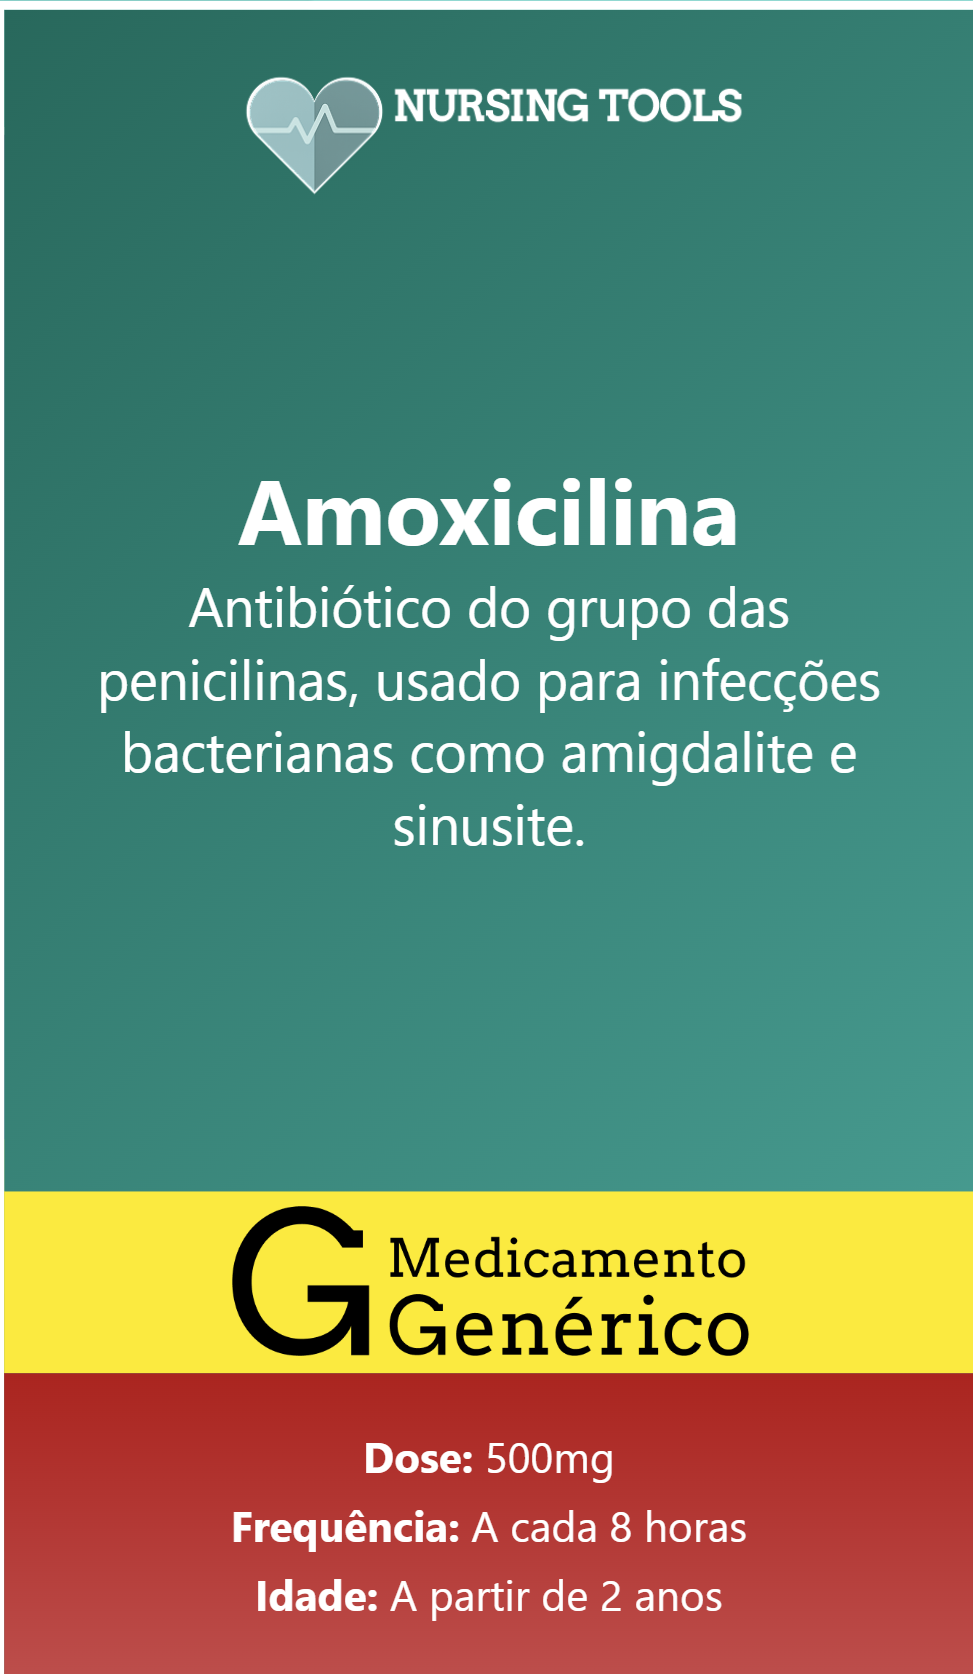 NURSING TOOLS
Amoxicilina
Antibiótico do grupo das
penicilinas, usado para infecções
bacterianas como amigdalite e
sinusite.
G Medicamento
Genérico
Dose: 500mg
Frequência: A cada 8 horas
Idade: A partir de 2 anos